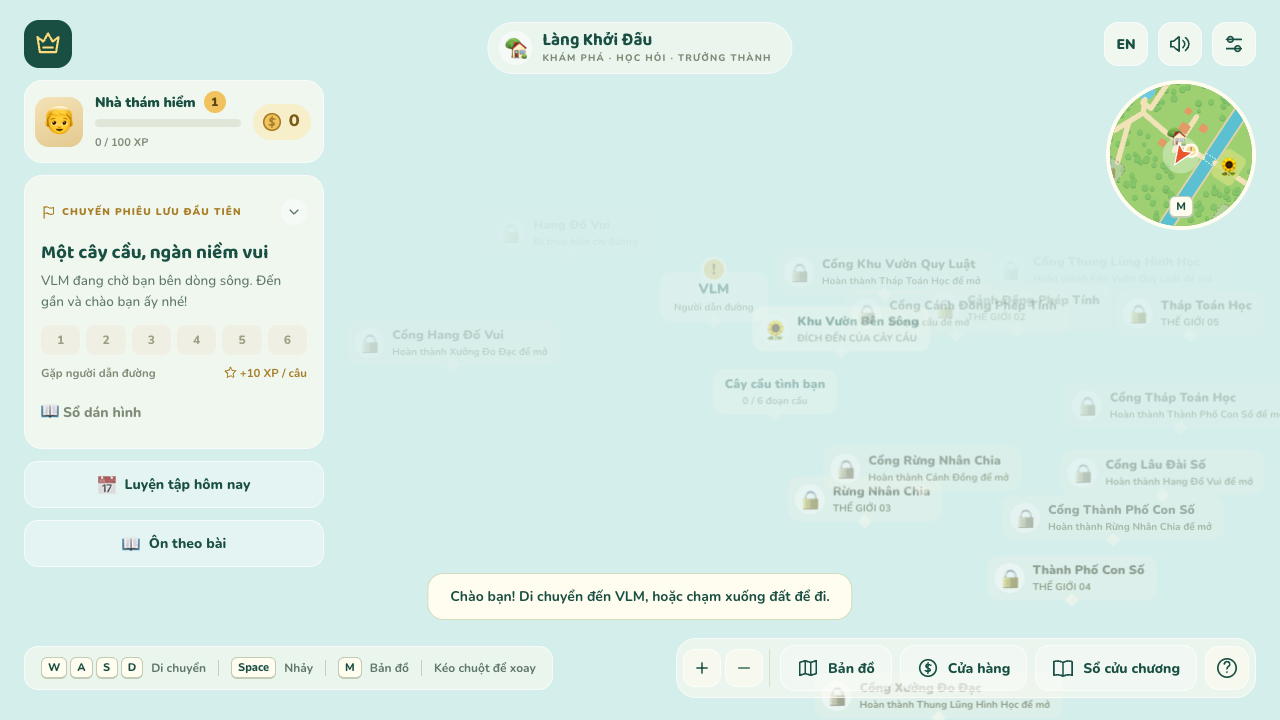 Làng Khởi Đầu
KHÁM PHÁ · HỌC HỎI · TRƯỞNG THÀNH
EN
Nhà thám hiểm 1
0
0 / 100 XP
CHUYẾN PHIÊU LƯU ĐẦU TIÊN
Một cây cầu, ngàn niềm vui
VLM đang chờ bạn bên dòng sông. Đến
gần và chào bạn ấy nhé!
1 2 3 4 5 6
Gặp người dẫn đường
+10 XP / câu
Sổ dán hình
Luyện tập hôm nay
Ôn theo bài
M
Hang Đố Vui
Cổng Hang Đố Vui
Hoàn thành Xưởng Đo Đạc để mở
!
VLM
Người dẫn đường
Cổng Khu Vườn Quy Luật
Hoàn thành Tháp Toán Học để mở
Cổng Thung Lũng Hình Học
Hoàn thành Khu Vườn Quy Luật để mở
Cổng Cánh Đồng Phép Tính
Cánh Đồng Phép Tính
THẾ GIỚI 02
Tháp Toán Học
THẾ GIỚI 05
Khu Vườn Bên Sông
ĐÍCH ĐẾN CỦA CÂY CẦU
Cây cầu tình bạn
0 / 6 đoạn cầu
Cổng Tháp Toán Học
Hoàn thành Thành Phố Con Số để
Cổng Rừng Nhân Chia
Hoàn thành Cánh Đồng để mở
Cổng Lâu Đài Số
Hoàn thành Hang Đố Vui để mở
Rừng Nhân Chia
THẾ GIỚI 03
Cổng Thành Phố Con Số
Hoàn thành Rừng Nhân Chia để mở
Thành Phố Con Số
THẾ GIỚI 04
Chào bạn! Di chuyển đến VLM, hoặc chạm xuống đất để đi.
W A S D Di chuyển Space Nhảy M Bản đồ Kéo chuột để xoay
+ − Bản đồ Cửa hàng Sổ cửu chương ?
Cổng Xưởng Đo Đạc
Hoàn thành Thung Lũng Hình Học để mở